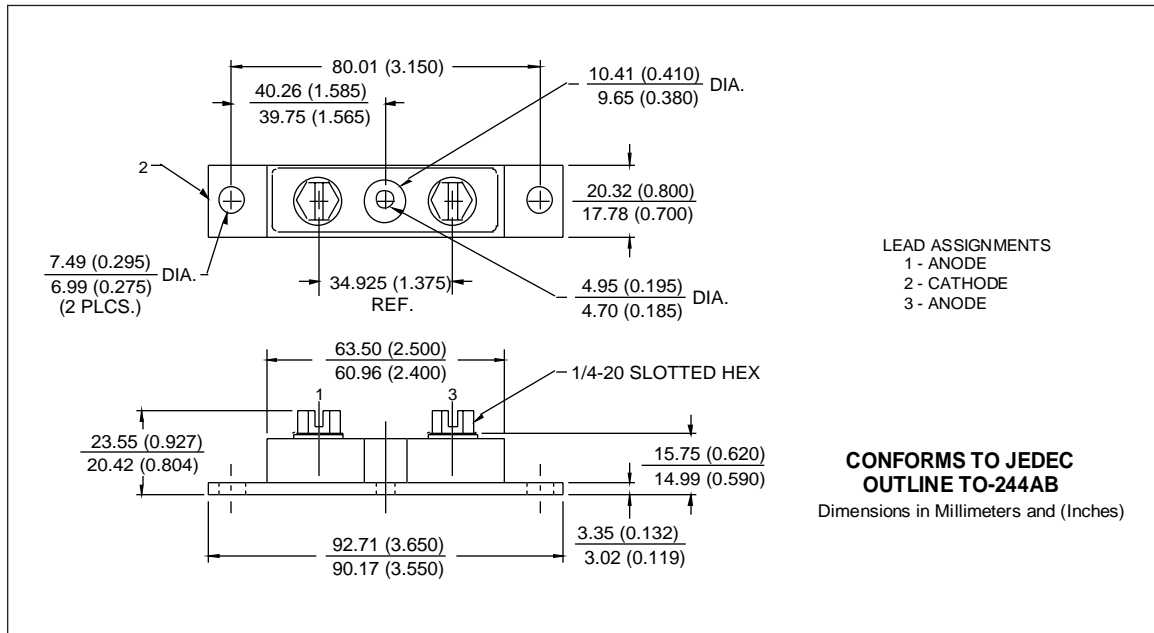 80.01 (3.150)
40.26 (1.585)
39.75 (1.565)
10.41 (0.410)
9.65 (0.380)
DIA.
2
20.32 (0.800)
17.78 (0.700)
7.49 (0.295)
6.99 (0.275)
DIA.
(2 PLCS.)
34.925 (1.375)
REF.
4.95 (0.195)
4.70 (0.185)
DIA.
LEAD ASSIGNMENTS
1 - ANODE
2 - CATHODE
3 - ANODE
63.50 (2.500)
60.96 (2.400)
1/4-20 SLOTTED HEX
1
3
23.55 (0.927)
20.42 (0.804)
15.75 (0.620)
14.99 (0.590)
CONFORMS TO JEDEC
OUTLINE TO-244AB
Dimensions in Millimeters and (Inches)
3.35 (0.132)
3.02 (0.119)
92.71 (3.650)
90.17 (3.550)